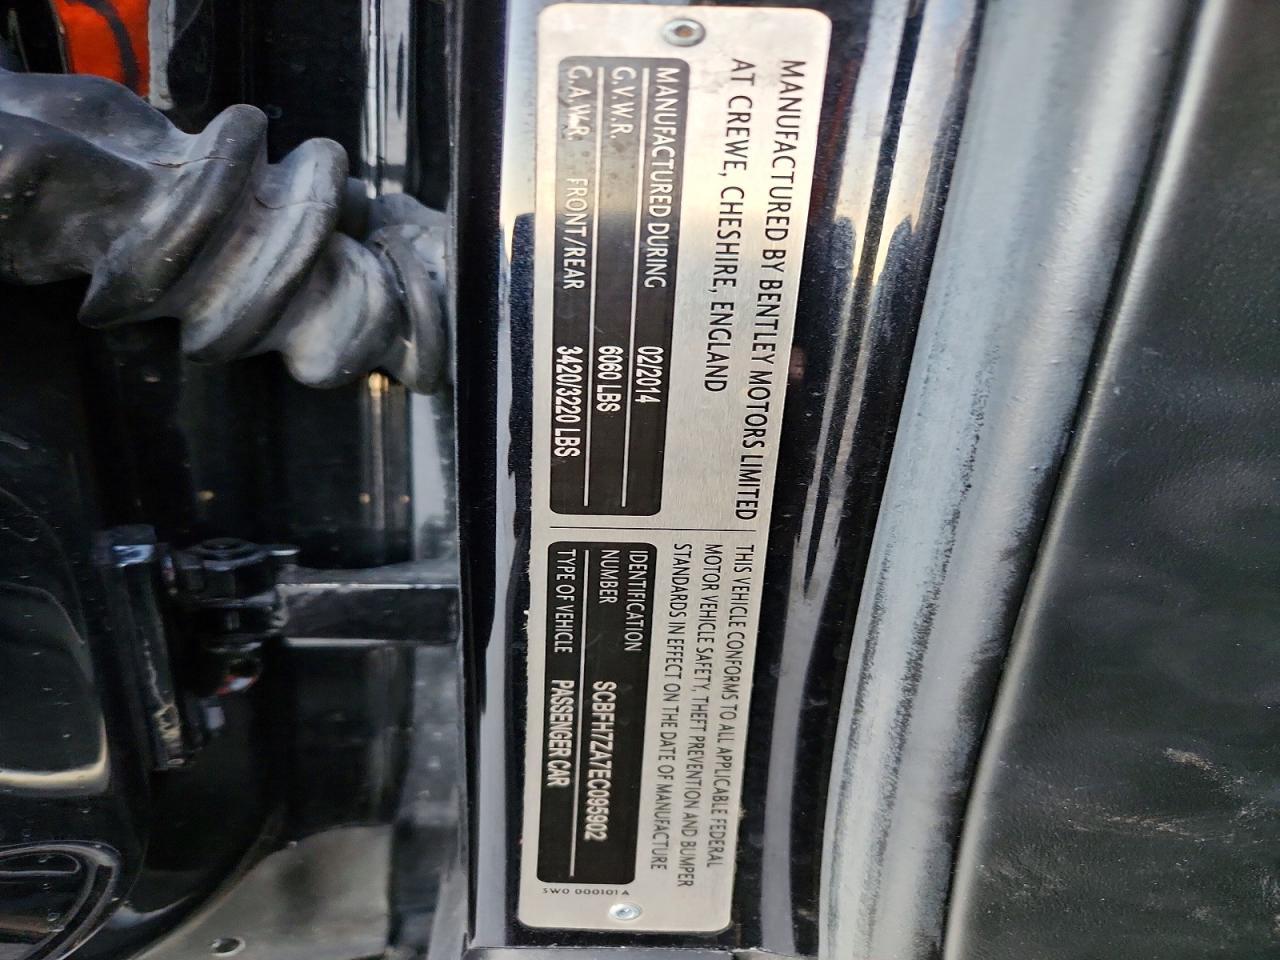 MANUFACTURED BY BENTLEY MOTORS LIMITED
AT CREWE, CHESHIRE, ENGLAND
MANUFACTURED DURING 02/2014
G.V.W.R. 6060 LBS
G.A.W.R. FRONT/REAR 3420/3220 LBS
THIS VEHICLE CONFORMS TO ALL APPLICABLE FEDERAL
MOTOR VEHICLE SAFETY, THEFT PREVENTION AND BUMPER
STANDARDS IN EFFECT ON THE DATE OF MANUFACTURE
IDENTIFICATION
NUMBER SCBFH7ZA7EC095902
TYPE OF VEHICLE PASSENGER CAR
3W0 000101 A